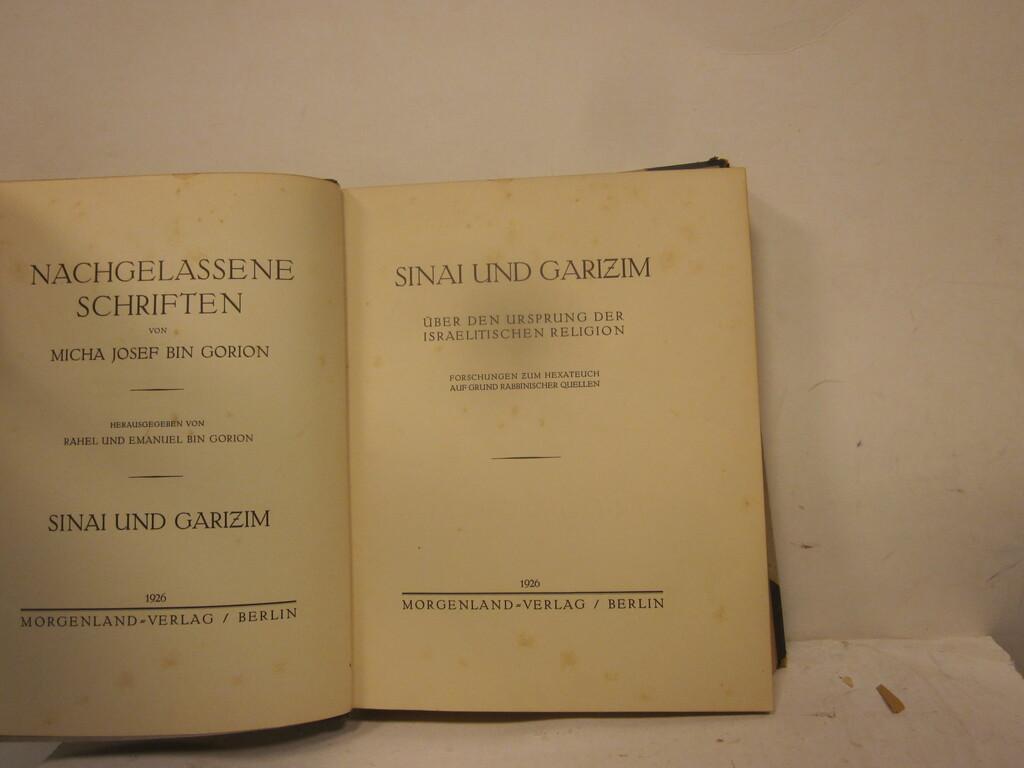 NACHGELASSENE
SCHRIFTEN
VON
MICHA JOSEF BIN GORION
HERAUSGEGEBEN VON
RAHEL UND EMANUEL BIN GORION
SINAI UND GARIZIM
1926
MORGENLAND=VERLAG / BERLIN
SINAI UND GARIZIM
ÜBER DEN URSPRUNG DER
ISRAELITISCHEN RELIGION
FORSCHUNGEN ZUM HEXATEUCH
AUF GRUND RABBINISCHER QUELLEN
1926
MORGENLAND=VERLAG / BERLIN